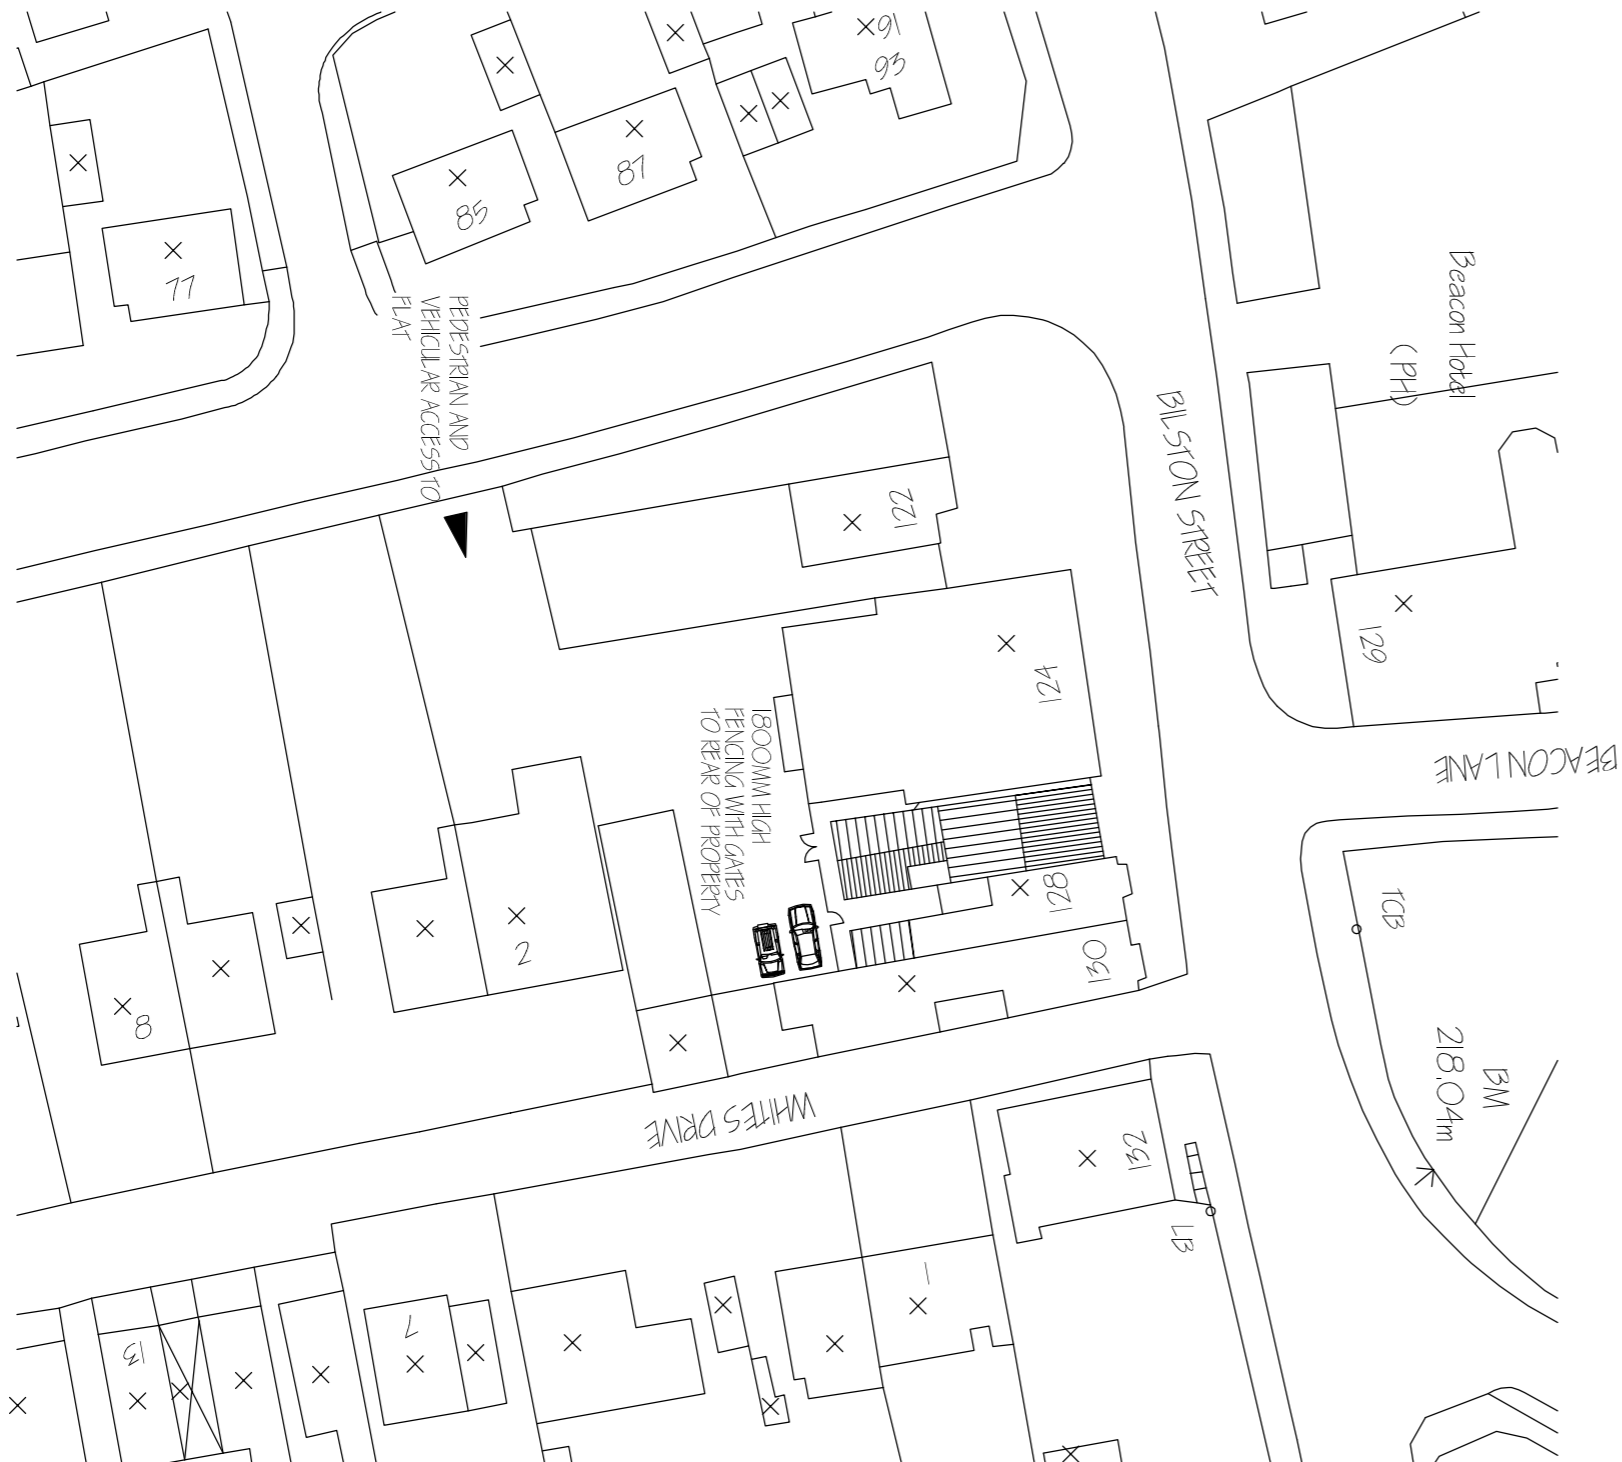 91
93
87
85
77
PEDESTRIAN AND
VEHICULAR ACCESS TO
FLAT
Beacon Hotel
(PH)
BILSTON STREET
122
124
129
1800MM HIGH
FENCING WITH GATES
TO REAR OF PROPERTY
BEACON LANE
128
130
TCB
2
8
BM
218.04m
WHITES DRIVE
132
LB
1
7
13